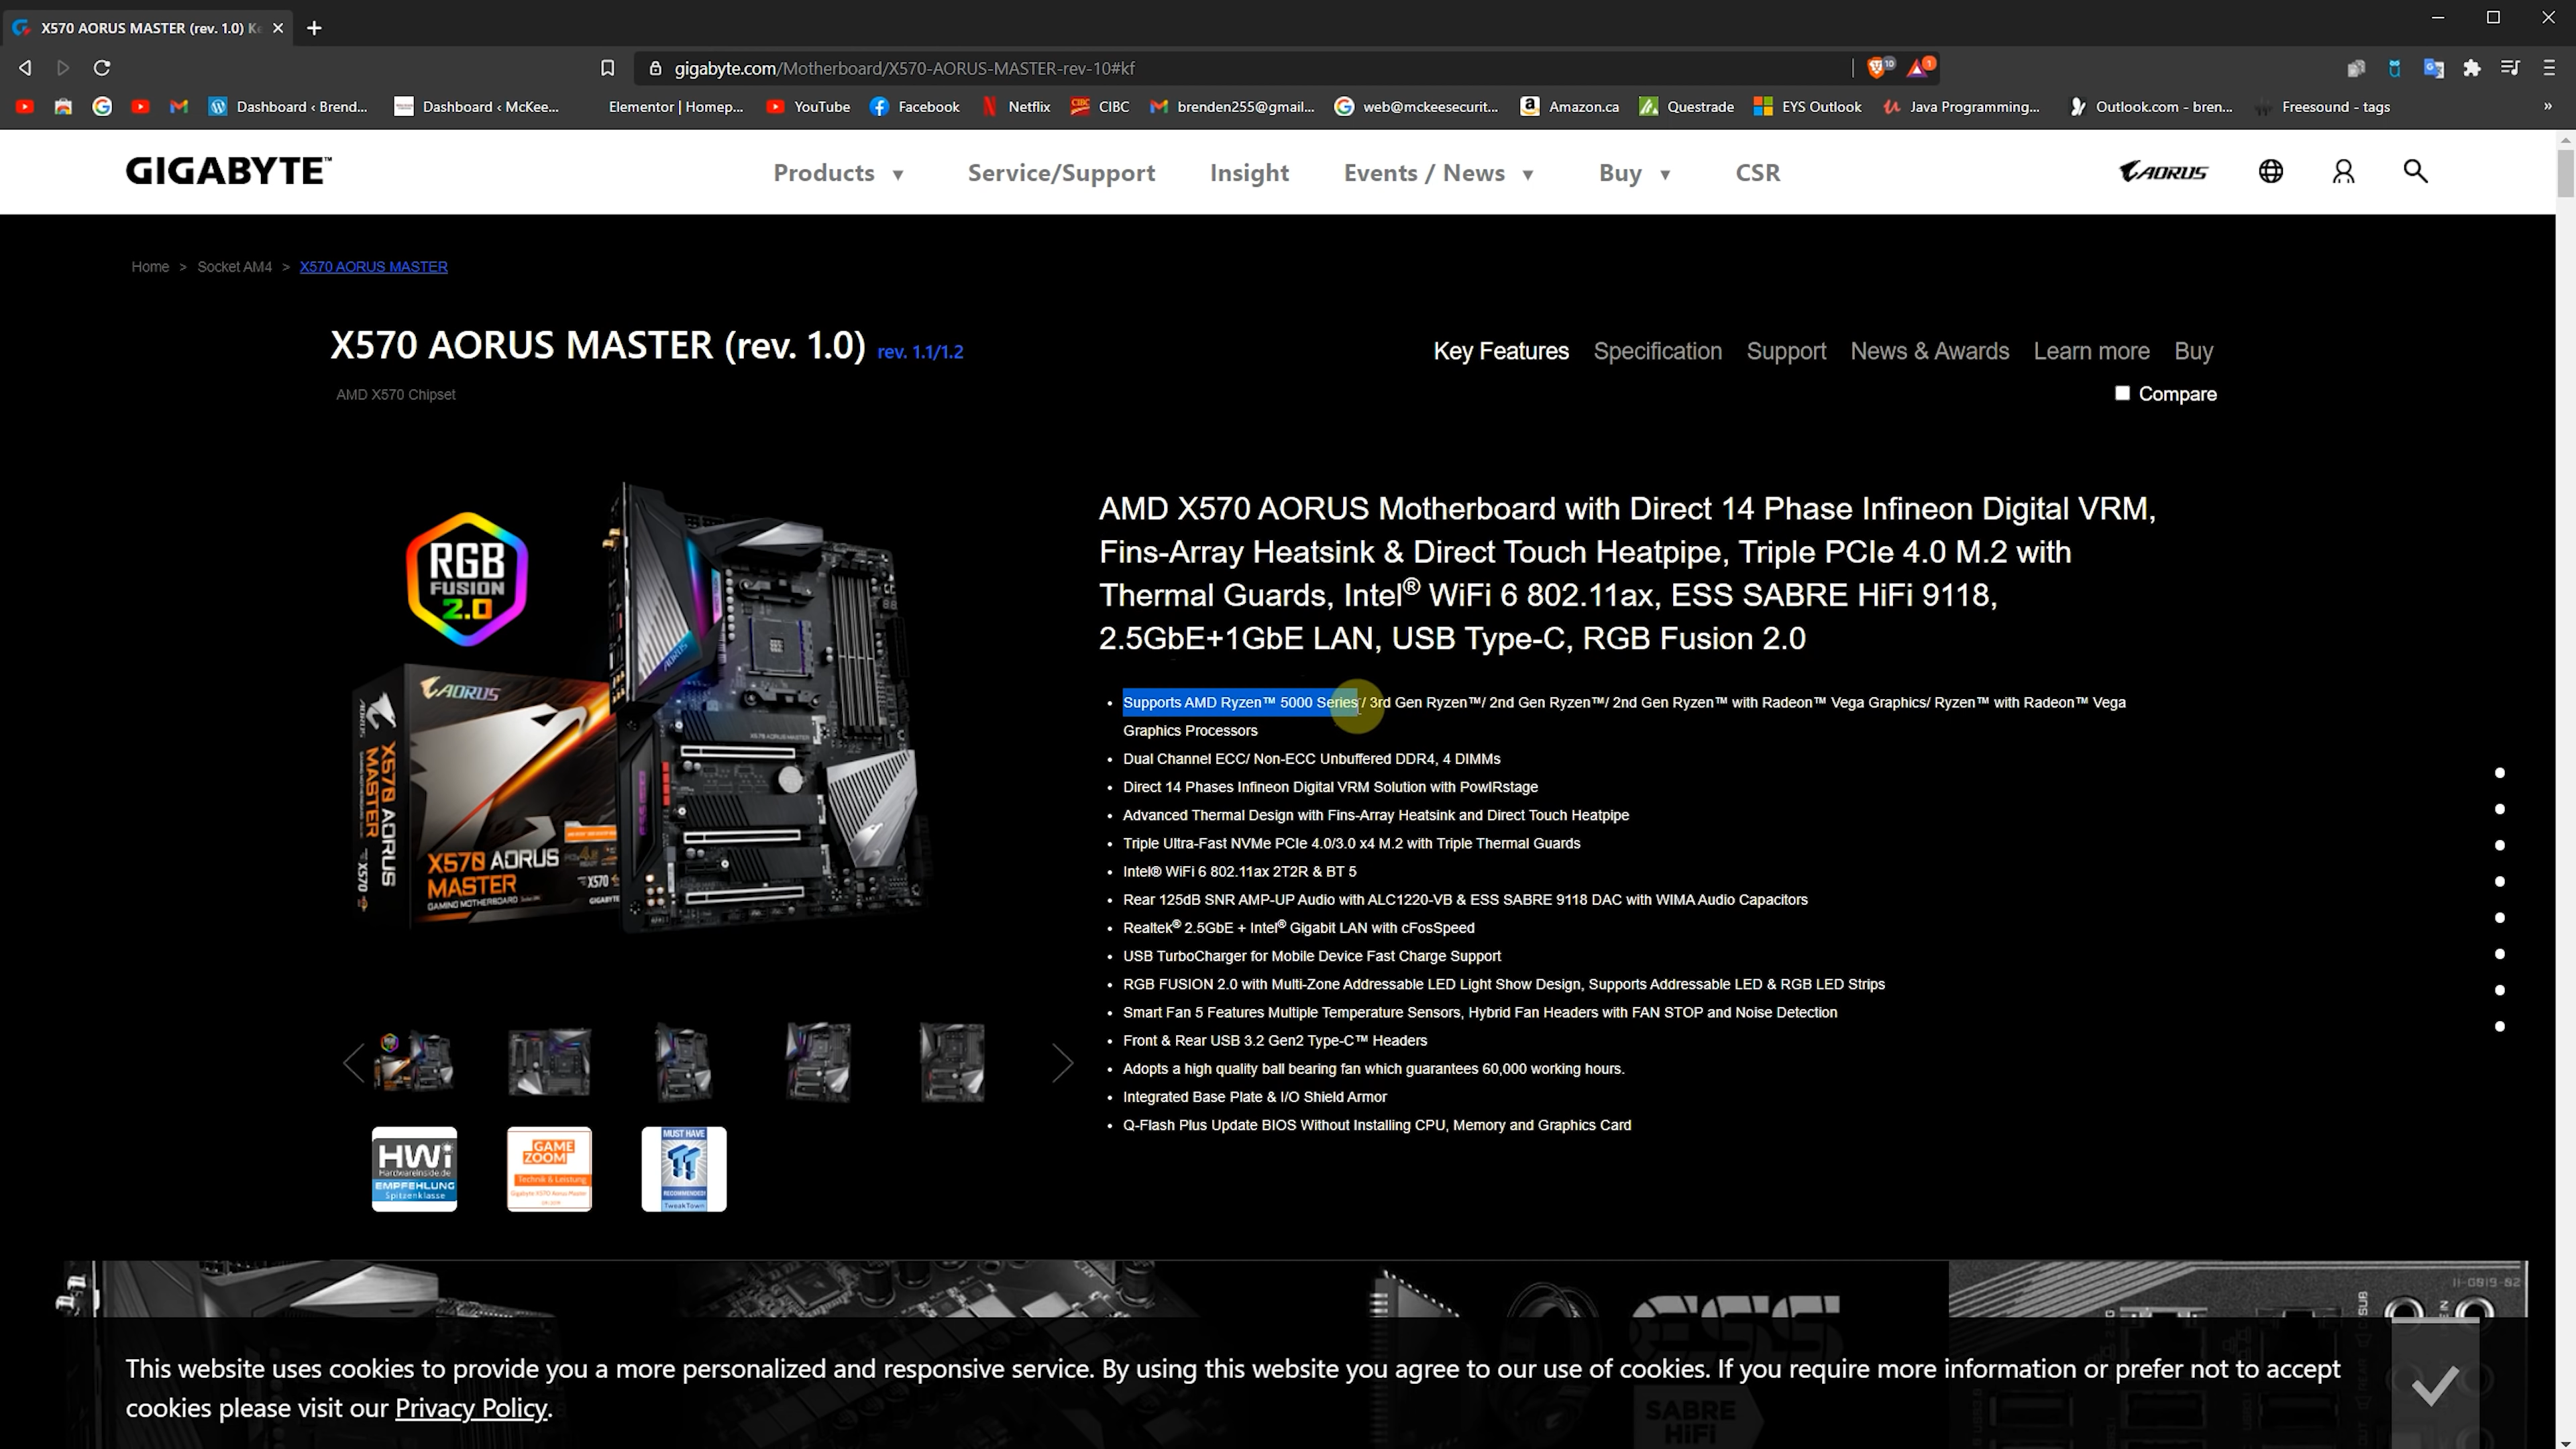 X570 AORUS MASTER (rev. 1.0) Ke
gigabyte.com/Motherboard/X570-AORUS-MASTER-rev-10#kf
10
1
Dashboard ‹ Brend...
Dashboard ‹ McKee...
Elementor | Homep...
YouTube
Facebook
Netflix
CIBC
CIBC
brenden255@gmail...
web@mckeesecurit...
Amazon.ca
Questrade
EYS Outlook
Java Programming...
Outlook.com - bren...
Freesound - tags
»
GIGABYTE™
Products
Service/Support
Insight
Events / News
Buy
CSR
AORUS
Home > Socket AM4 > X570 AORUS MASTER
X570 AORUS MASTER (rev. 1.0) rev. 1.1/1.2
Key Features Specification Support News & Awards Learn more Buy
AMD X570 Chipset
Compare
RGB
FUSION
2.0
AORUS
AORUS
X570 AORUS
MASTER
X570
X570 AORUS
MASTER
GAMING MOTHERBOARD
X570
GIGABYTE
AORUS
X570 AORUS MASTER
AMD X570 AORUS Motherboard with Direct 14 Phase Infineon Digital VRM,
Fins-Array Heatsink & Direct Touch Heatpipe, Triple PCIe 4.0 M.2 with
Thermal Guards, Intel® WiFi 6 802.11ax, ESS SABRE HiFi 9118,
2.5GbE+1GbE LAN, USB Type-C, RGB Fusion 2.0
• Supports AMD Ryzen™ 5000 Series/ 3rd Gen Ryzen™/ 2nd Gen Ryzen™/ 2nd Gen Ryzen™ with Radeon™ Vega Graphics/ Ryzen™ with Radeon™ Vega
Graphics Processors
• Dual Channel ECC/ Non-ECC Unbuffered DDR4, 4 DIMMs
• Direct 14 Phases Infineon Digital VRM Solution with PowIRstage
• Advanced Thermal Design with Fins-Array Heatsink and Direct Touch Heatpipe
• Triple Ultra-Fast NVMe PCIe 4.0/3.0 x4 M.2 with Triple Thermal Guards
• Intel® WiFi 6 802.11ax 2T2R & BT 5
• Rear 125dB SNR AMP-UP Audio with ALC1220-VB & ESS SABRE 9118 DAC with WIMA Audio Capacitors
• Realtek® 2.5GbE + Intel® Gigabit LAN with cFosSpeed
• USB TurboCharger for Mobile Device Fast Charge Support
• RGB FUSION 2.0 with Multi-Zone Addressable LED Light Show Design, Supports Addressable LED & RGB LED Strips
• Smart Fan 5 Features Multiple Temperature Sensors, Hybrid Fan Headers with FAN STOP and Noise Detection
• Front & Rear USB 3.2 Gen2 Type-C™ Headers
• Adopts a high quality ball bearing fan which guarantees 60,000 working hours.
• Integrated Base Plate & I/O Shield Armor
• Q-Flash Plus Update BIOS Without Installing CPU, Memory and Graphics Card
HWi
HardwareInside.de
EMPFEHLUNG
Spitzenklasse
GAME
ZOOM
Technik & Leistung
Gigabyte X570 Aorus Master
MUST HAVE
TT
RECOMMENDED!
TweakTown
ESS
SABRE
HiFi
This website uses cookies to provide you a more personalized and responsive service. By using this website you agree to our use of cookies. If you require more information or prefer not to accept
cookies please visit our Privacy Policy.